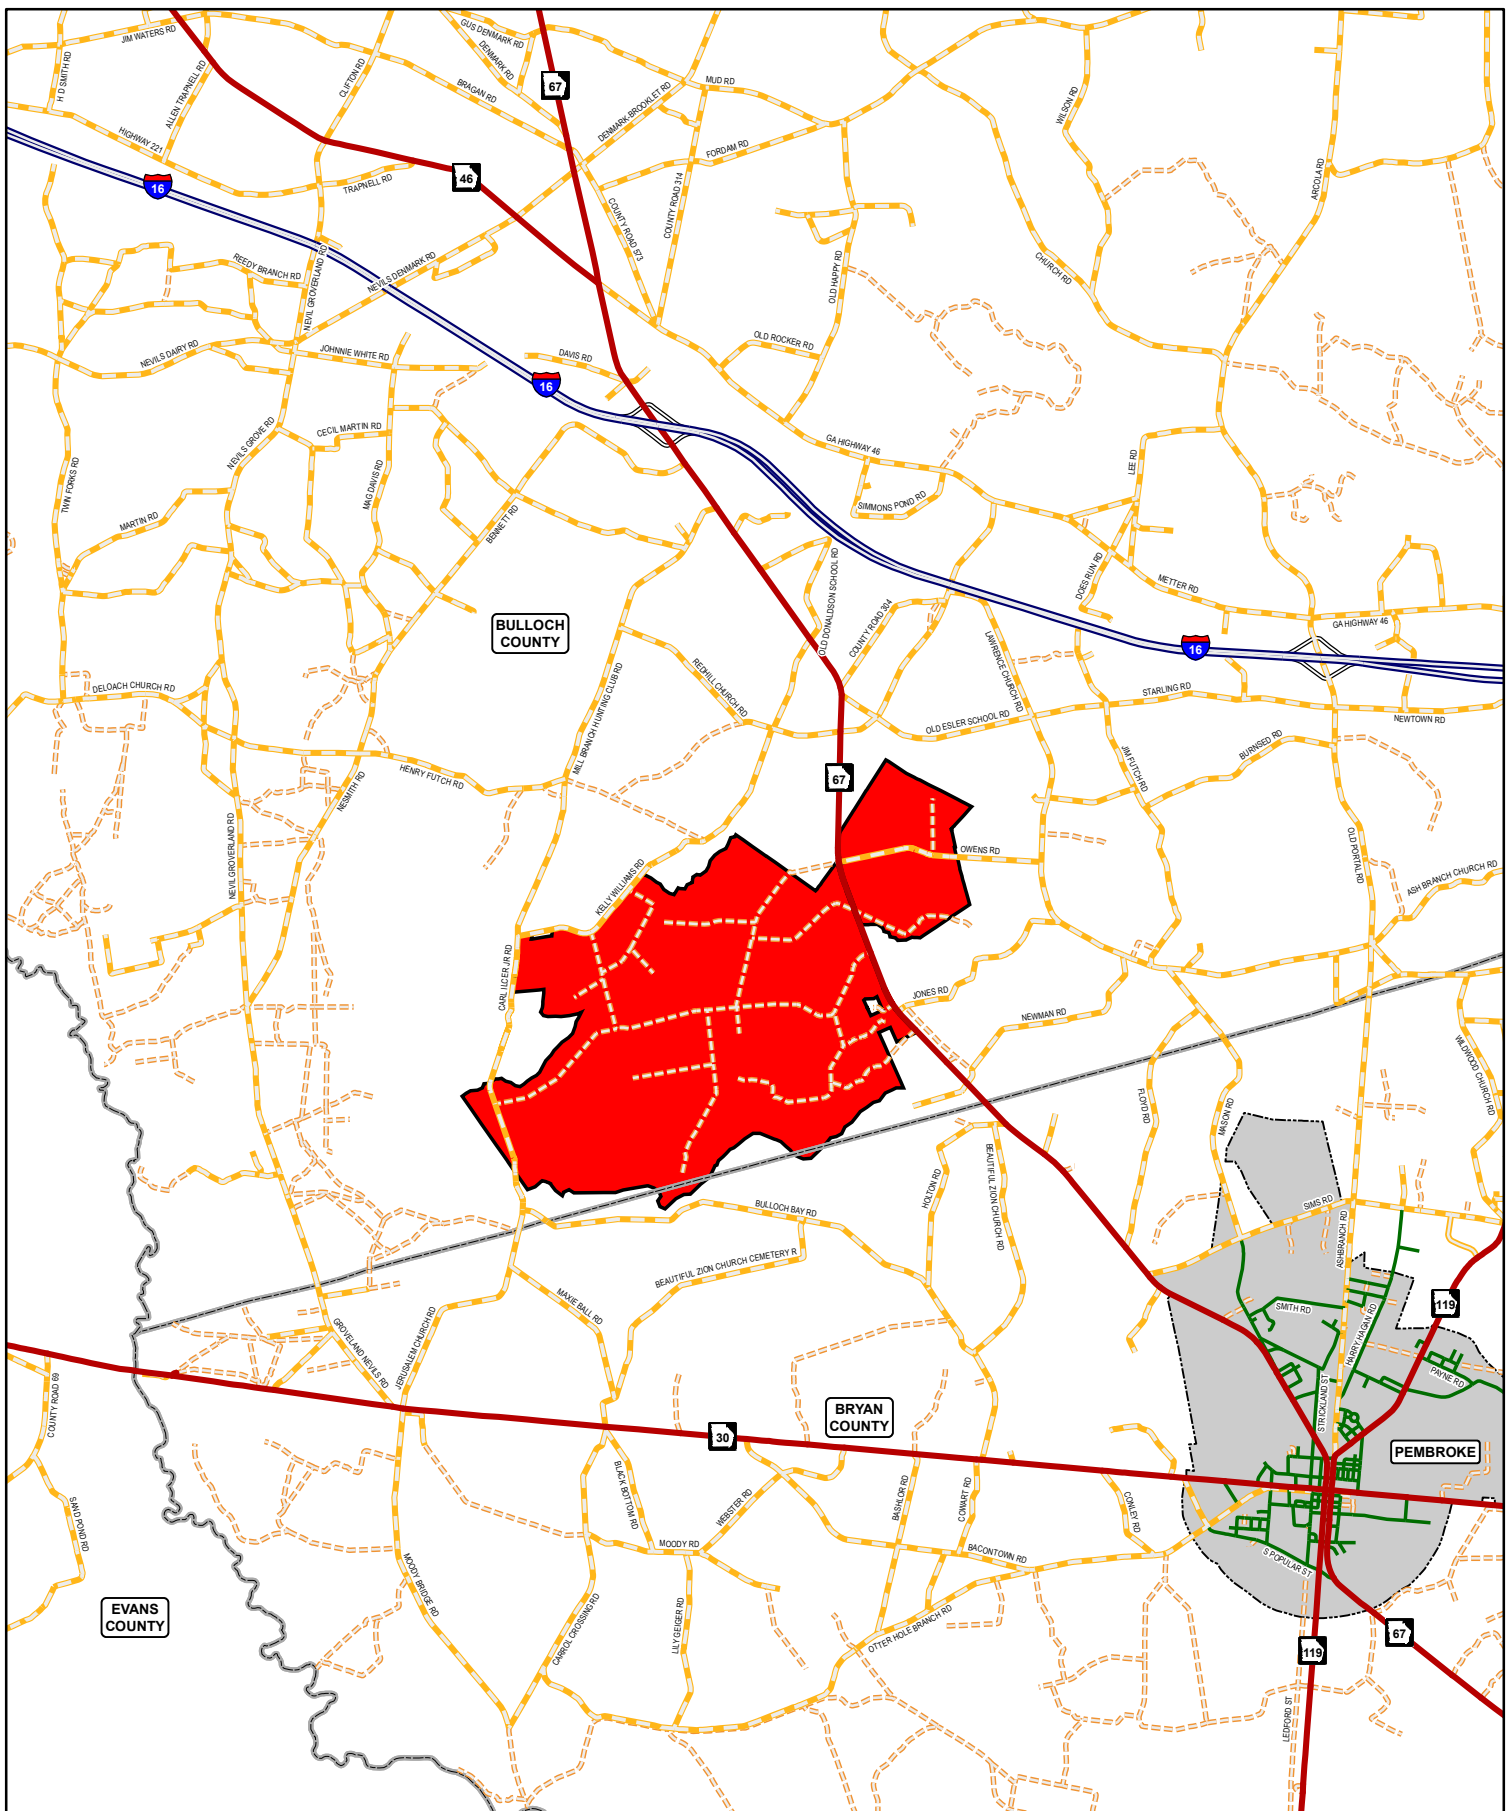 JIM WATERS RD
H D SMITH RD
ALLEN TRAPNELL RD
CLIFTON RD
GUS DENMARK RD
DENMARK RD
BRAGAN RD
67
DENMARK-BROOKLET RD
MUD RD
WILSON RD
HIGHWAY 221
16
TRAPNELL RD
46
FORDAM RD
COUNTY ROAD 314
COUNTY ROAD 573
ARCOLA RD
REEDY BRANCH RD
NEVIL GROVERLAND RD
NEVILS DENMARK RD
OLD HAPPY RD
CHURCH RD
NEVILS DAIRY RD
JOHNNIE WHITE RD
DAVIS RD
OLD ROCKER RD
16
NEVILS GROVE RD
CECIL MARTIN RD
TWIN FORKS RD
MAG DAVIS RD
GA HIGHWAY 46
LEE RD
SIMMONS POND RD
MARTIN RD
BENNETT RD
OLD DONALDSON SCHOOL RD
COUNTY ROAD 304
DOES RUN RD
METTER RD
GA HIGHWAY 46
BULLOCH
COUNTY
16
LAWRENCE CHURCH RD
REDHILL CHURCH RD
MILL BRANCH HUNTING CLUB RD
DELOACH CHURCH RD
STARLING RD
OLD ESLER SCHOOL RD
NEWTOWN RD
JIM FUTCH RD
BURNSED RD
HENRY FUTCH RD
NESMITH RD
67
NEVIL GROVERLAND RD
OWENS RD
OLD PORTAL RD
ASH BRANCH CHURCH RD
KELLY WILLIAMS RD
CARL ILCER JR RD
JONES RD
NEWMAN RD
WILDWOOD CHURCH RD
FLOYD RD
MASON RD
HOLTON RD
BEAUTIFUL ZION CHURCH RD
BULLOCH BAY RD
SIMS RD
ASHBRANCH RD
BEAUTIFUL ZION CHURCH CEMETERY R
MAXIE BALL RD
JERUSALEM CHURCH RD
GROVELAND NEVILS RD
SMITH RD
HARRY HAGAN RD
119
PAYNE RD
STRICKLAND ST
COUNTY ROAD 69
BRYAN
COUNTY
30
PEMBROKE
BLACK BOTTOM RD
WEBSTER RD
BASHLOR RD
COWART RD
CONLEY RD
SAND POND RD
MOODY RD
BACONTOWN RD
S POPULAR ST
MOODY BRIDGE RD
CARROL CROSSING RD
LILY GEIGER RD
OTTER HOLE BRANCH RD
EVANS
COUNTY
67
119
LEDFORD ST